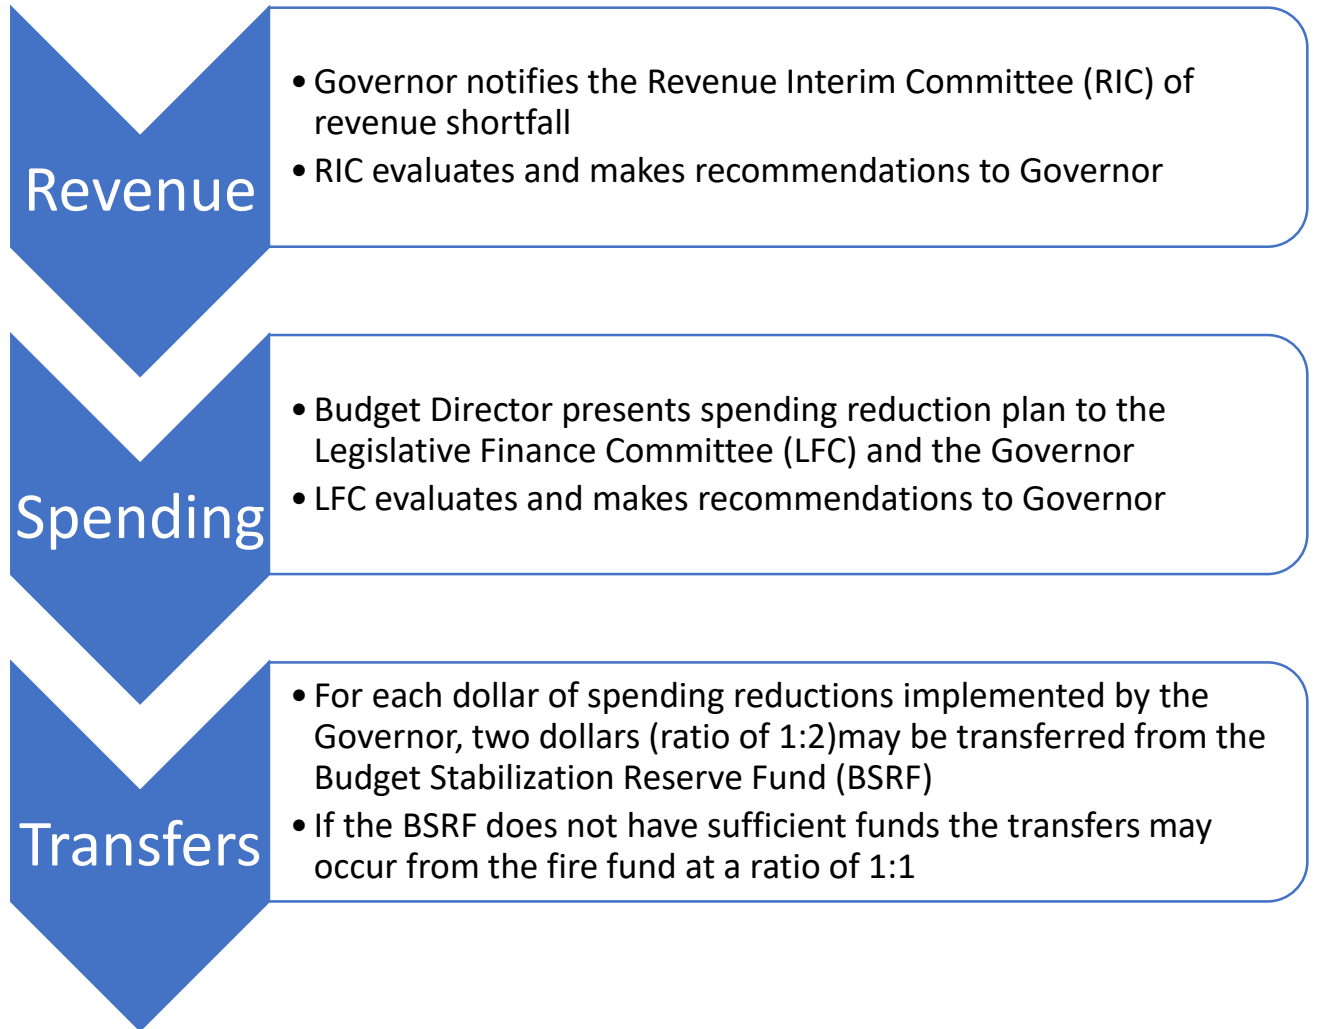 Revenue
• Governor notifies the Revenue Interim Committee (RIC) of
revenue shortfall
• RIC evaluates and makes recommendations to Governor
Spending
• Budget Director presents spending reduction plan to the
Legislative Finance Committee (LFC) and the Governor
• LFC evaluates and makes recommendations to Governor
Transfers
• For each dollar of spending reductions implemented by the
Governor, two dollars (ratio of 1:2)may be transferred from the
Budget Stabilization Reserve Fund (BSRF)
• If the BSRF does not have sufficient funds the transfers may
occur from the fire fund at a ratio of 1:1